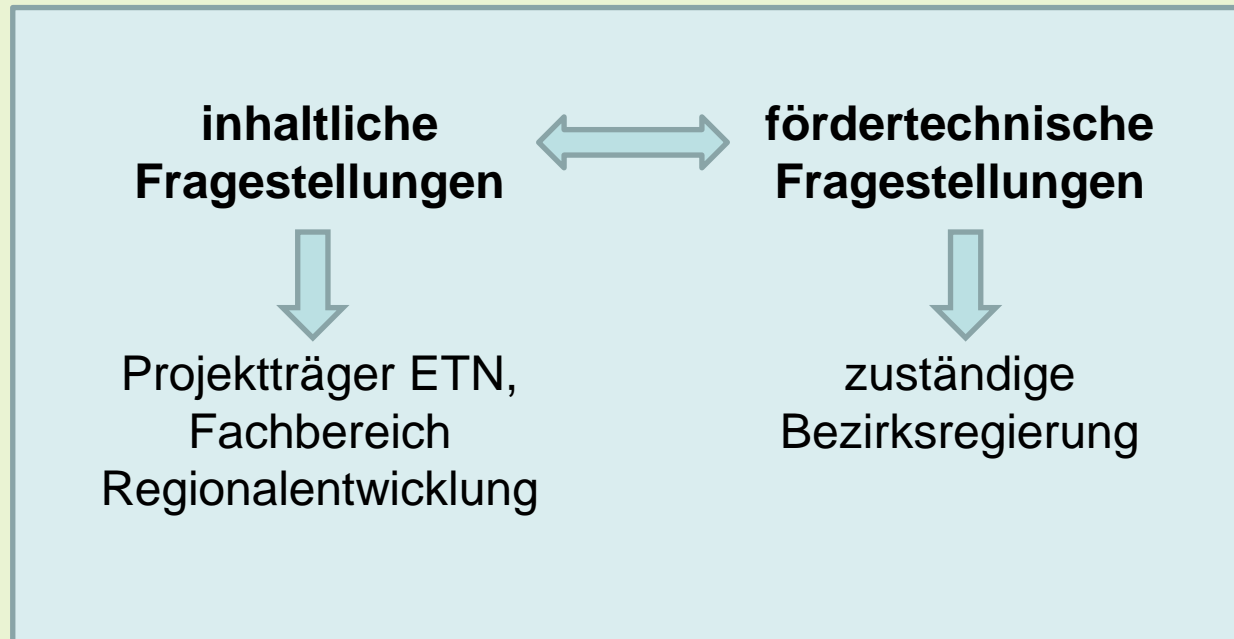 inhaltliche
Fragestellungen
fördertechnische
Fragestellungen
Projektträger ETN,
Fachbereich
Regionalentwicklung
zuständige
Bezirksregierung